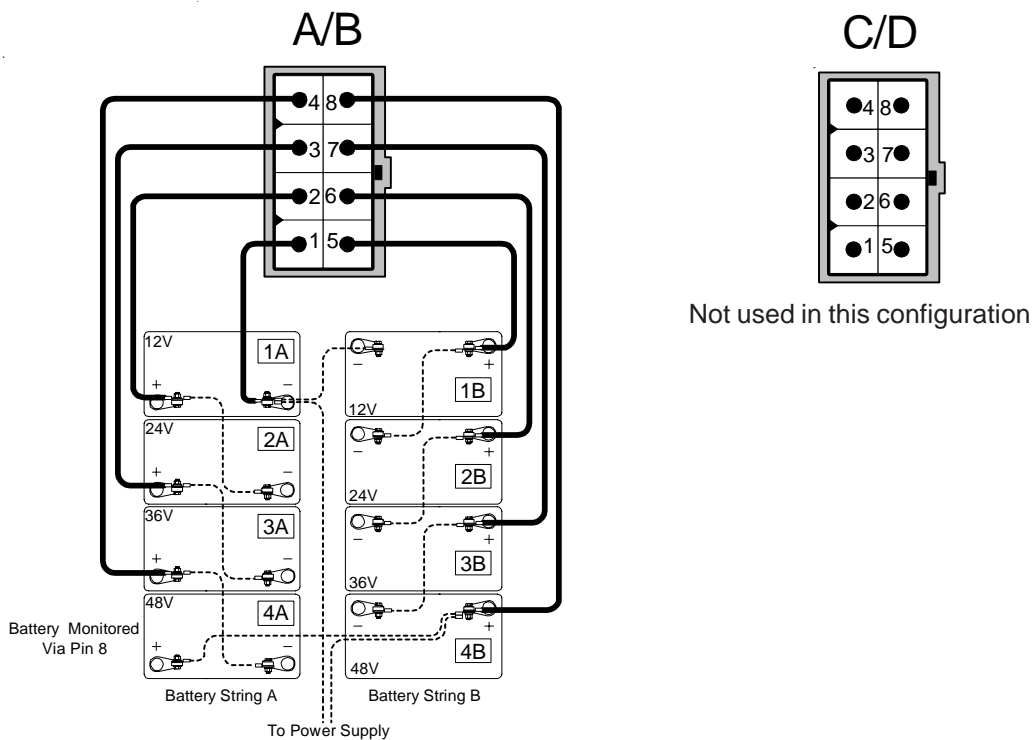 A/B
C/D
4 8
3 7
2 6
1 5
4 8
3 7
2 6
1 5
Not used in this configuration
12V
1A
+
–
24V
2A
+
–
36V
3A
+
–
48V
4A
+
–
–
+
1B
12V
–
+
2B
24V
–
+
3B
36V
–
+
4B
48V
Battery Monitored
Via Pin 8
Battery String A
Battery String B
To Power Supply